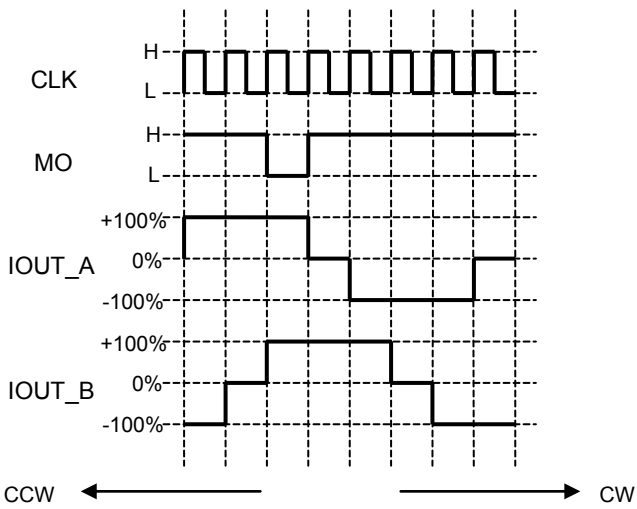 CLK
H
L
MO
H
L
IOUT_A
+100%
0%
-100%
IOUT_B
+100%
0%
-100%
CCW
CW